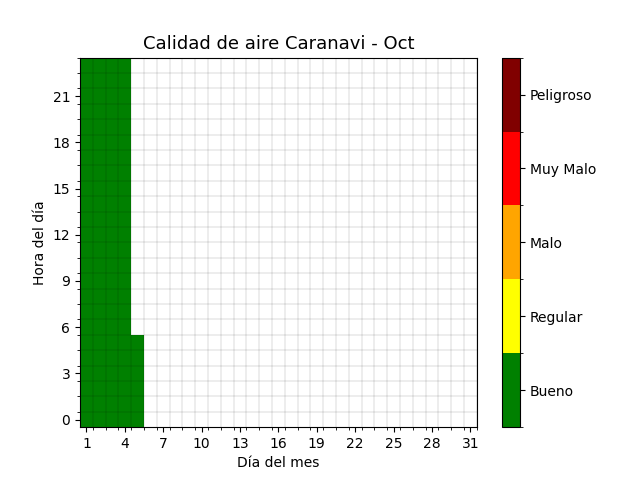 Calidad de aire Caranavi - Oct
Hora del día
21
18
15
12
9
6
3
0
1 4 7 10 13 16 19 22 25 28 31
Día del mes
Peligroso
Muy Malo
Malo
Regular
Bueno